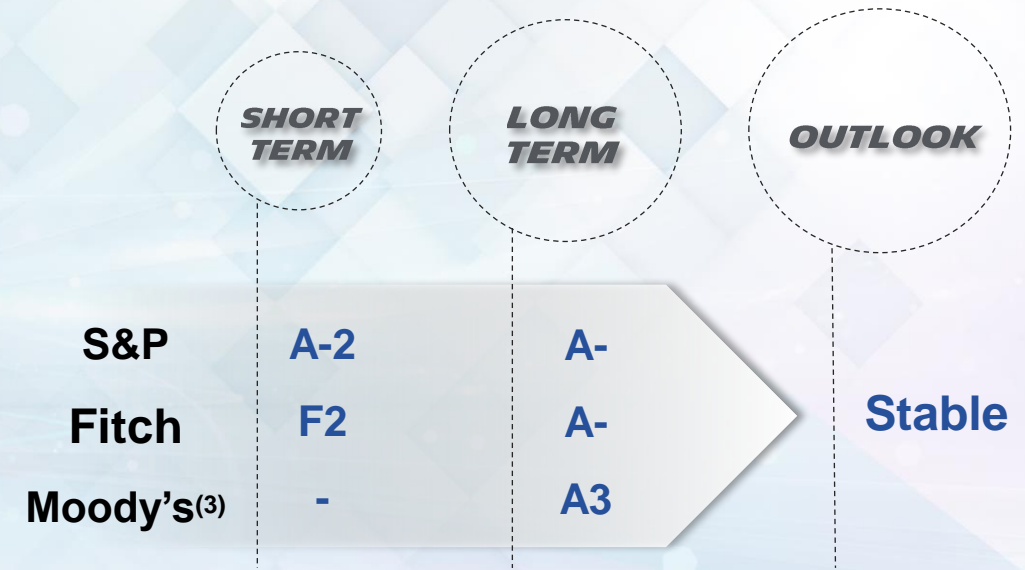 SHORT
TERM
LONG
TERM
OUTLOOK
S&P A-2 A-
Fitch F2 A- Stable
Moody's(3) - A3